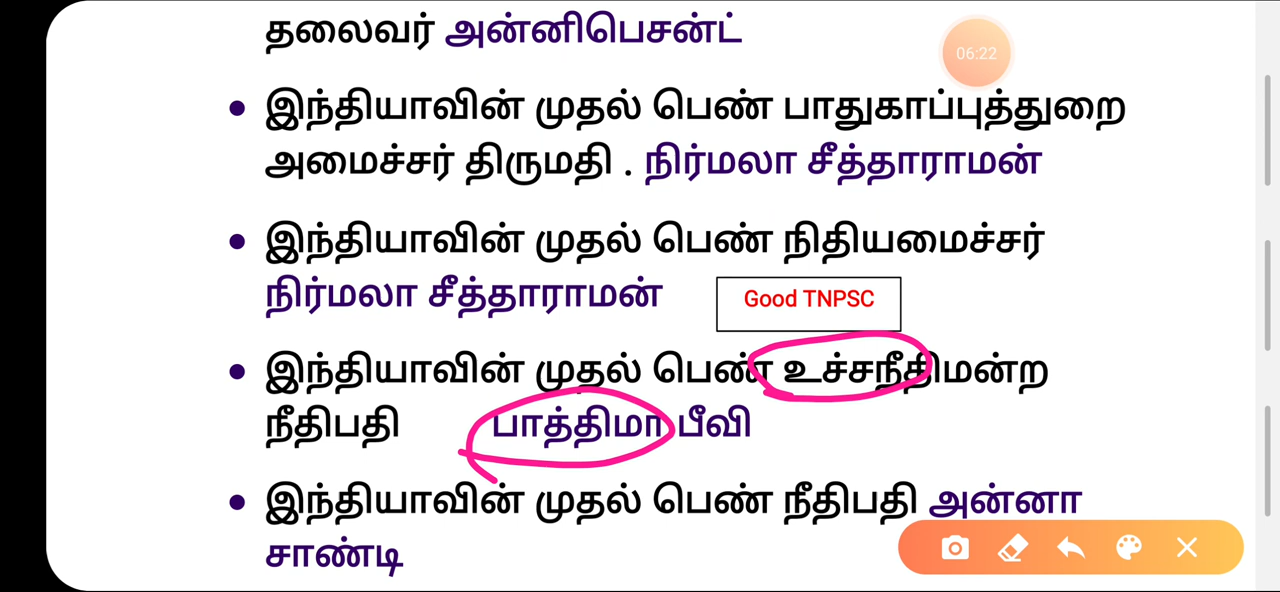 தலைவர் அன்னிபெசன்ட்
06:22
இந்தியாவின் முதல் பெண் பாதுகாப்புத்துறை
அமைச்சர் திருமதி . நிர்மலா சீத்தாராமன்
இந்தியாவின் முதல் பெண் நிதியமைச்சர்
நிர்மலா சீத்தாராமன்
Good TNPSC
இந்தியாவின் முதல் பெண் உச்சநீதிமன்ற
நீதிபதி பாத்திமா பீவி
இந்தியாவின் முதல் பெண் நீதிபதி அன்னா
சாண்டி